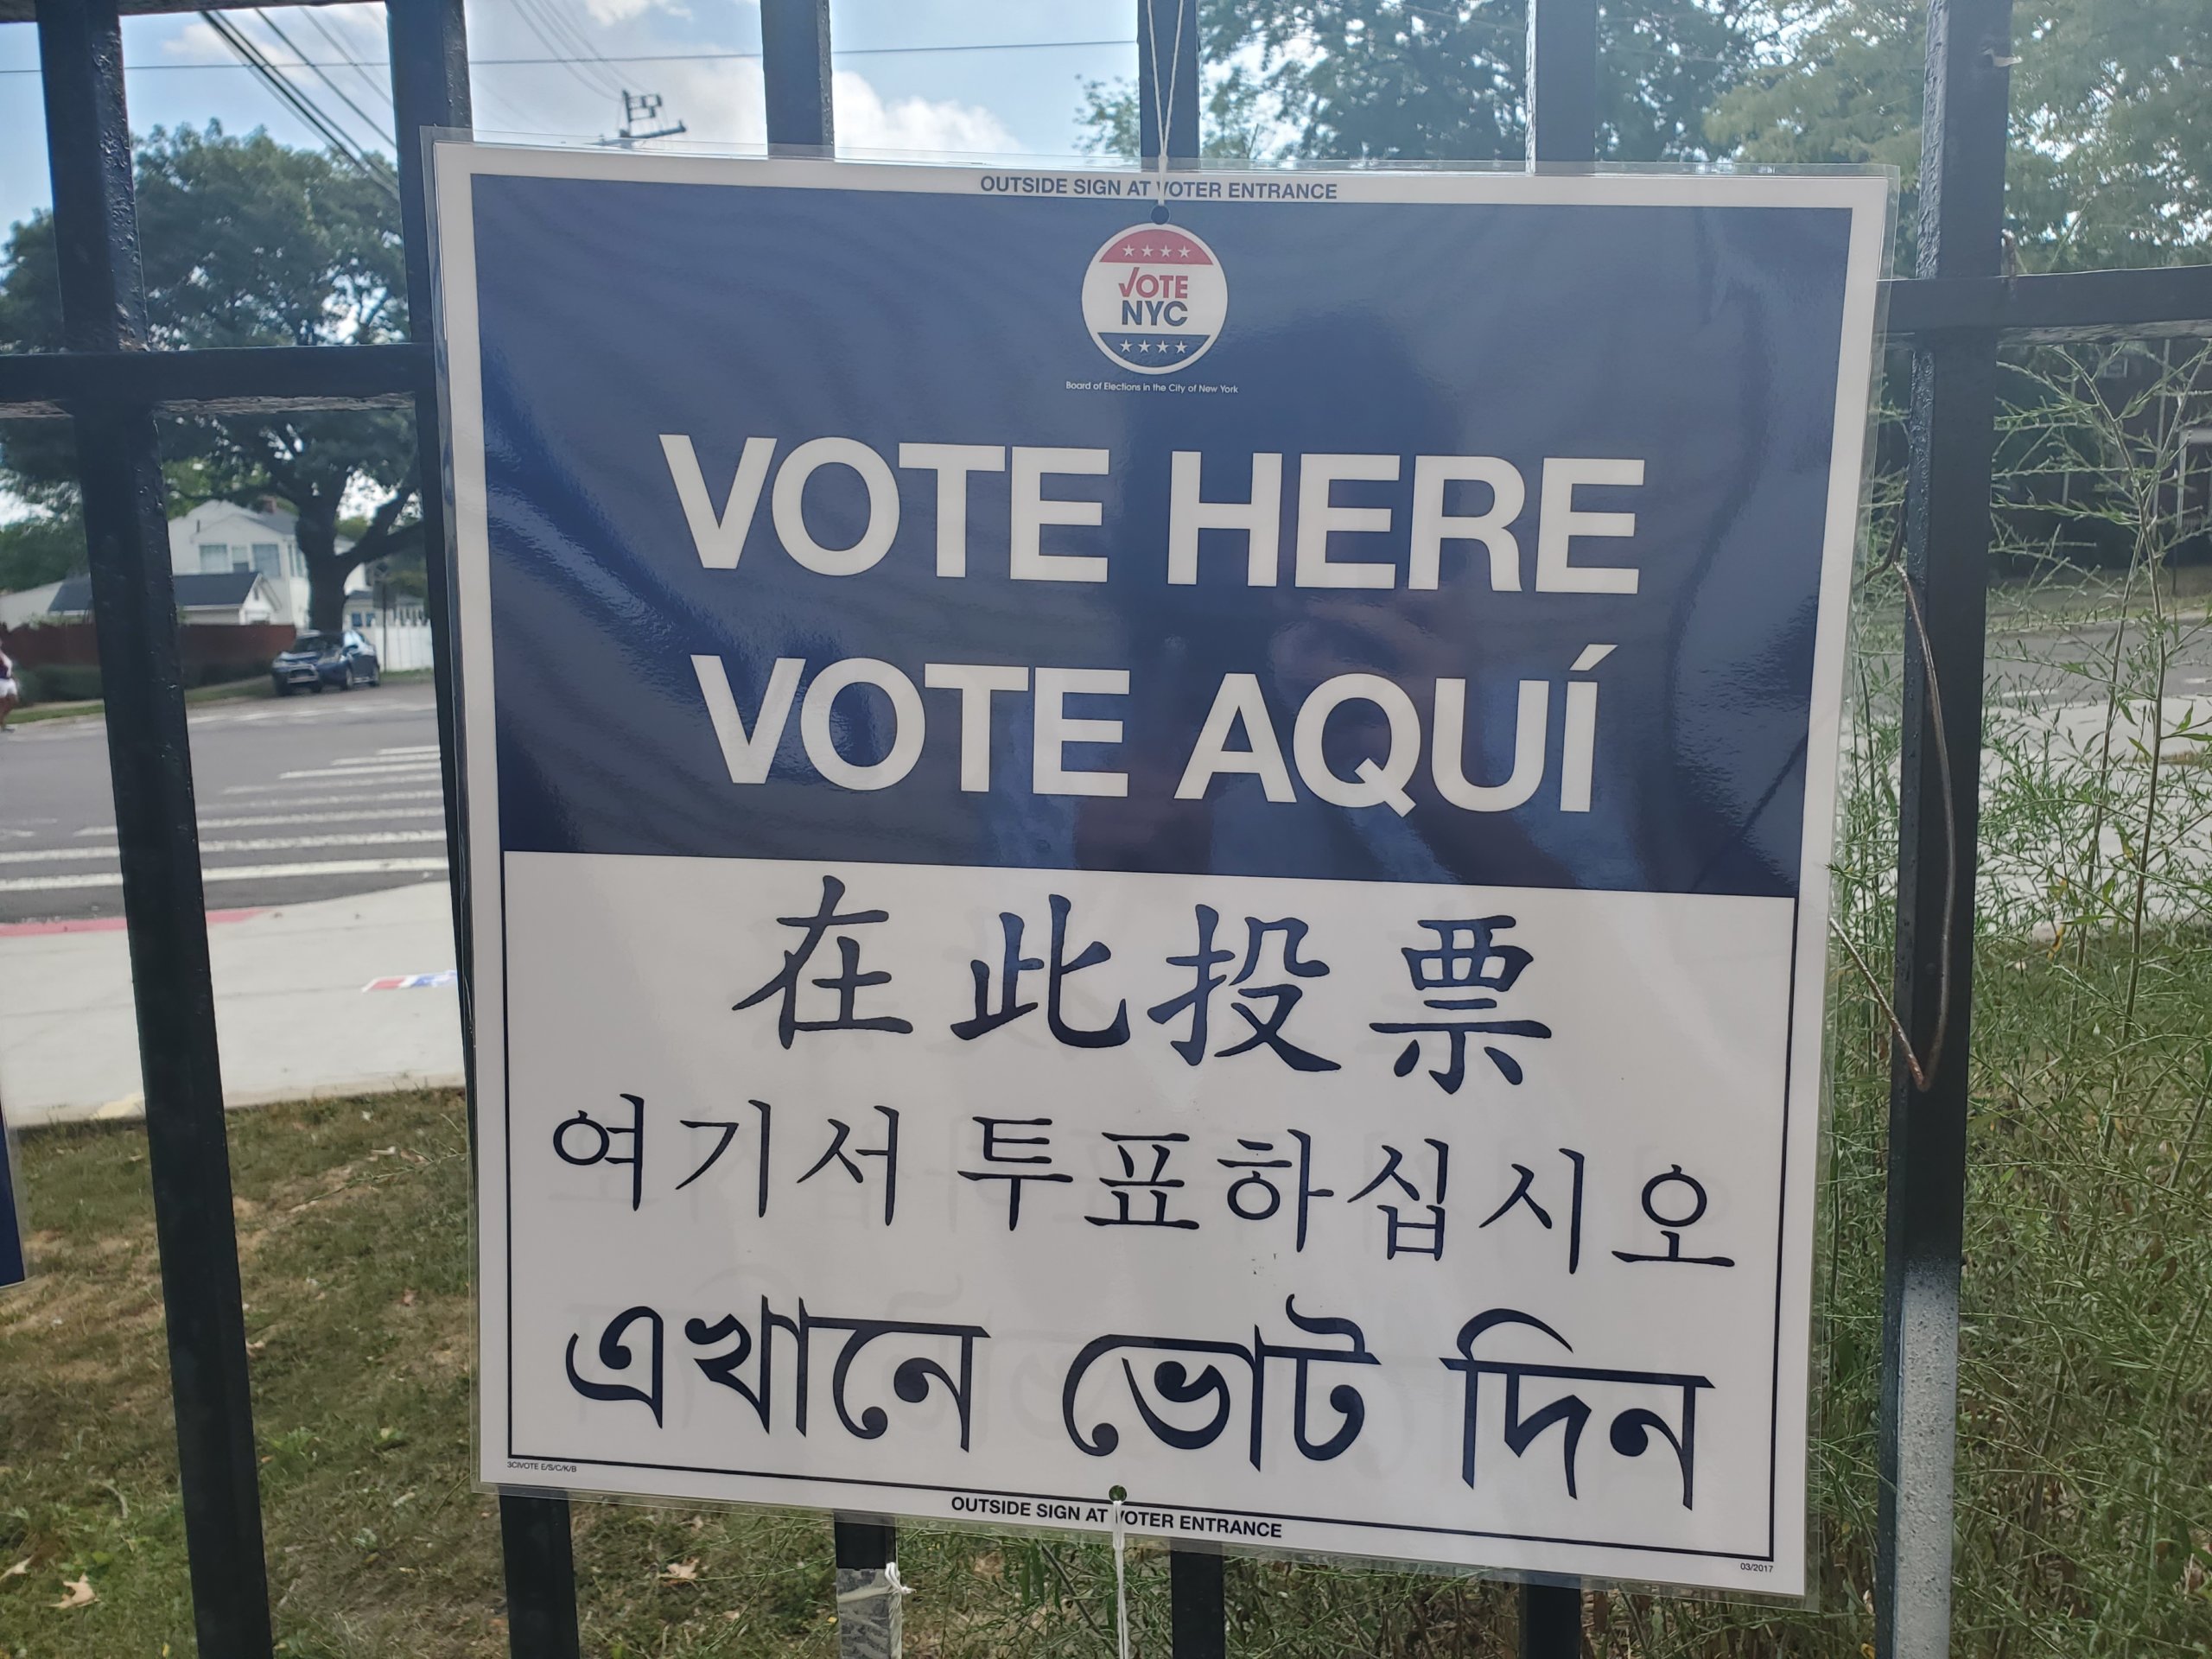 OUTSIDE SIGN AT VOTER ENTRANCE
VOTE
NYC
Board of Elections in the City of New York
VOTE HERE
VOTE AQUÍ
在此投票
여기서 투표하십시오
এখানে ভোট দিন
3CIVOTE E/S/C/K/B
OUTSIDE SIGN AT VOTER ENTRANCE
03/2017